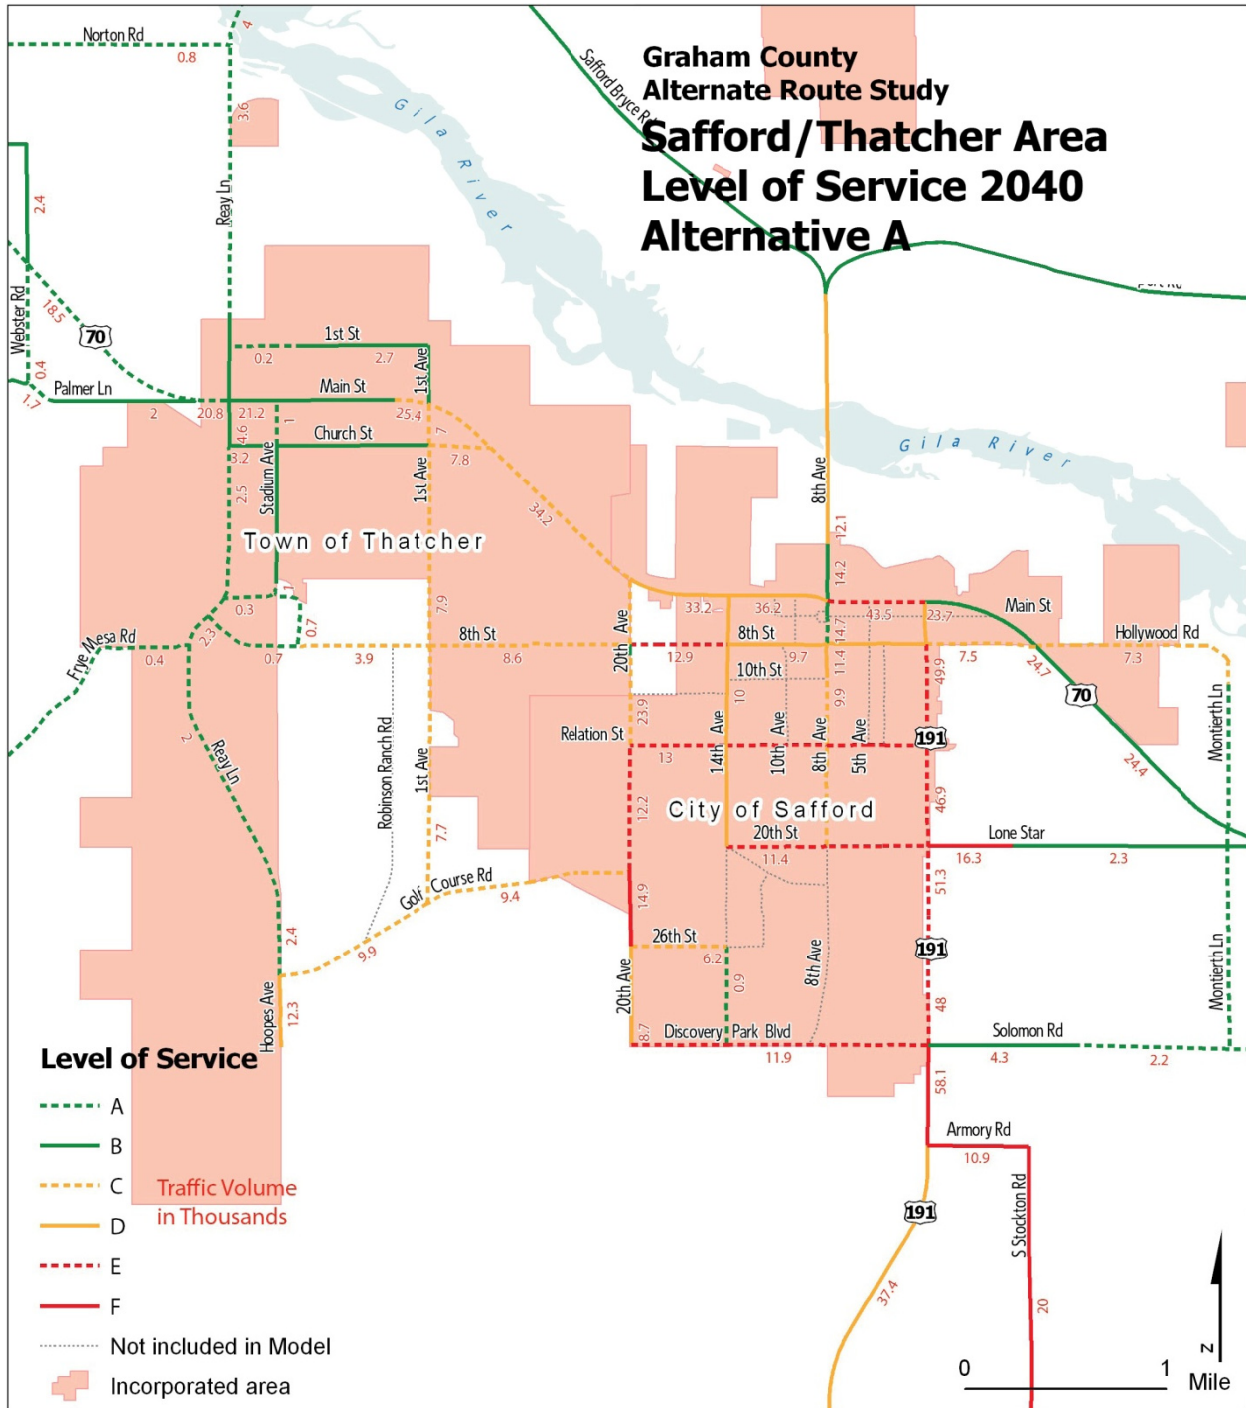 Graham County
Alternate Route Study
Safford/Thatcher Area
Level of Service 2040
Alternative A
Norton Rd
0.8
4
3.6
Reay Ln
Gila River
Safford Bryce Rd
2.4
Webster Rd
18.5
70
0.4
1.7
Palmer Ln
2
20.8
21.2
1st St
0.2
2.7
1st Ave
Main St
25.4
4.6
1
Church St
7
7.8
3.2
2.5
Stadium Ave
1st Ave
34.2
Town of Thatcher
8th Ave
12.1
14.2
Gila River
0.3
1
2.3
0.7
0.7
Frye Mesa Rd
0.4
3.9
7.9
8th St
8.6
20th Ave
33.2
36.2
43.5
23.7
Main St
8th St
12.9
9.7
14.7
11.4
7.5
Hollywood Rd
7.3
24.7
49.9
10th St
10
9.9
23.9
70
Relation St
13
14th Ave
10th Ave
8th Ave
5th Ave
191
24.4
Montierth Ln
2
Reay Ln
Robinson Ranch Rd
1st Ave
7.7
12.2
City of Safford
46.9
20th St
11.4
Lone Star
16.3
2.3
51.3
Golf Course Rd
9.4
9.9
14.9
26th St
6.2
0.9
8th Ave
191
48
Montierth Ln
2.4
Hoopes Ave
12.3
20th Ave
8.7
Discovery Park Blvd
11.9
Solomon Rd
4.3
2.2
58.1
Armory Rd
10.9
191
S Stockton Rd
37.4
20
Level of Service
A
B
C
D
E
F
Traffic Volume
in Thousands
Not included in Model
Incorporated area
N
0 1
Mile